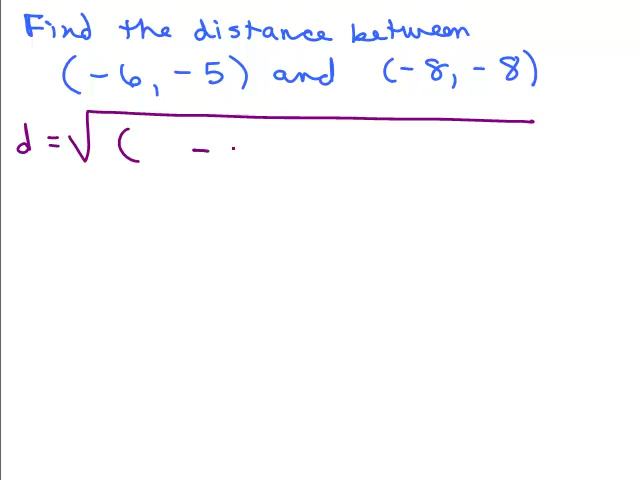 Find the distance between
(-6, -5) and (-8, -8)
d = √( - .